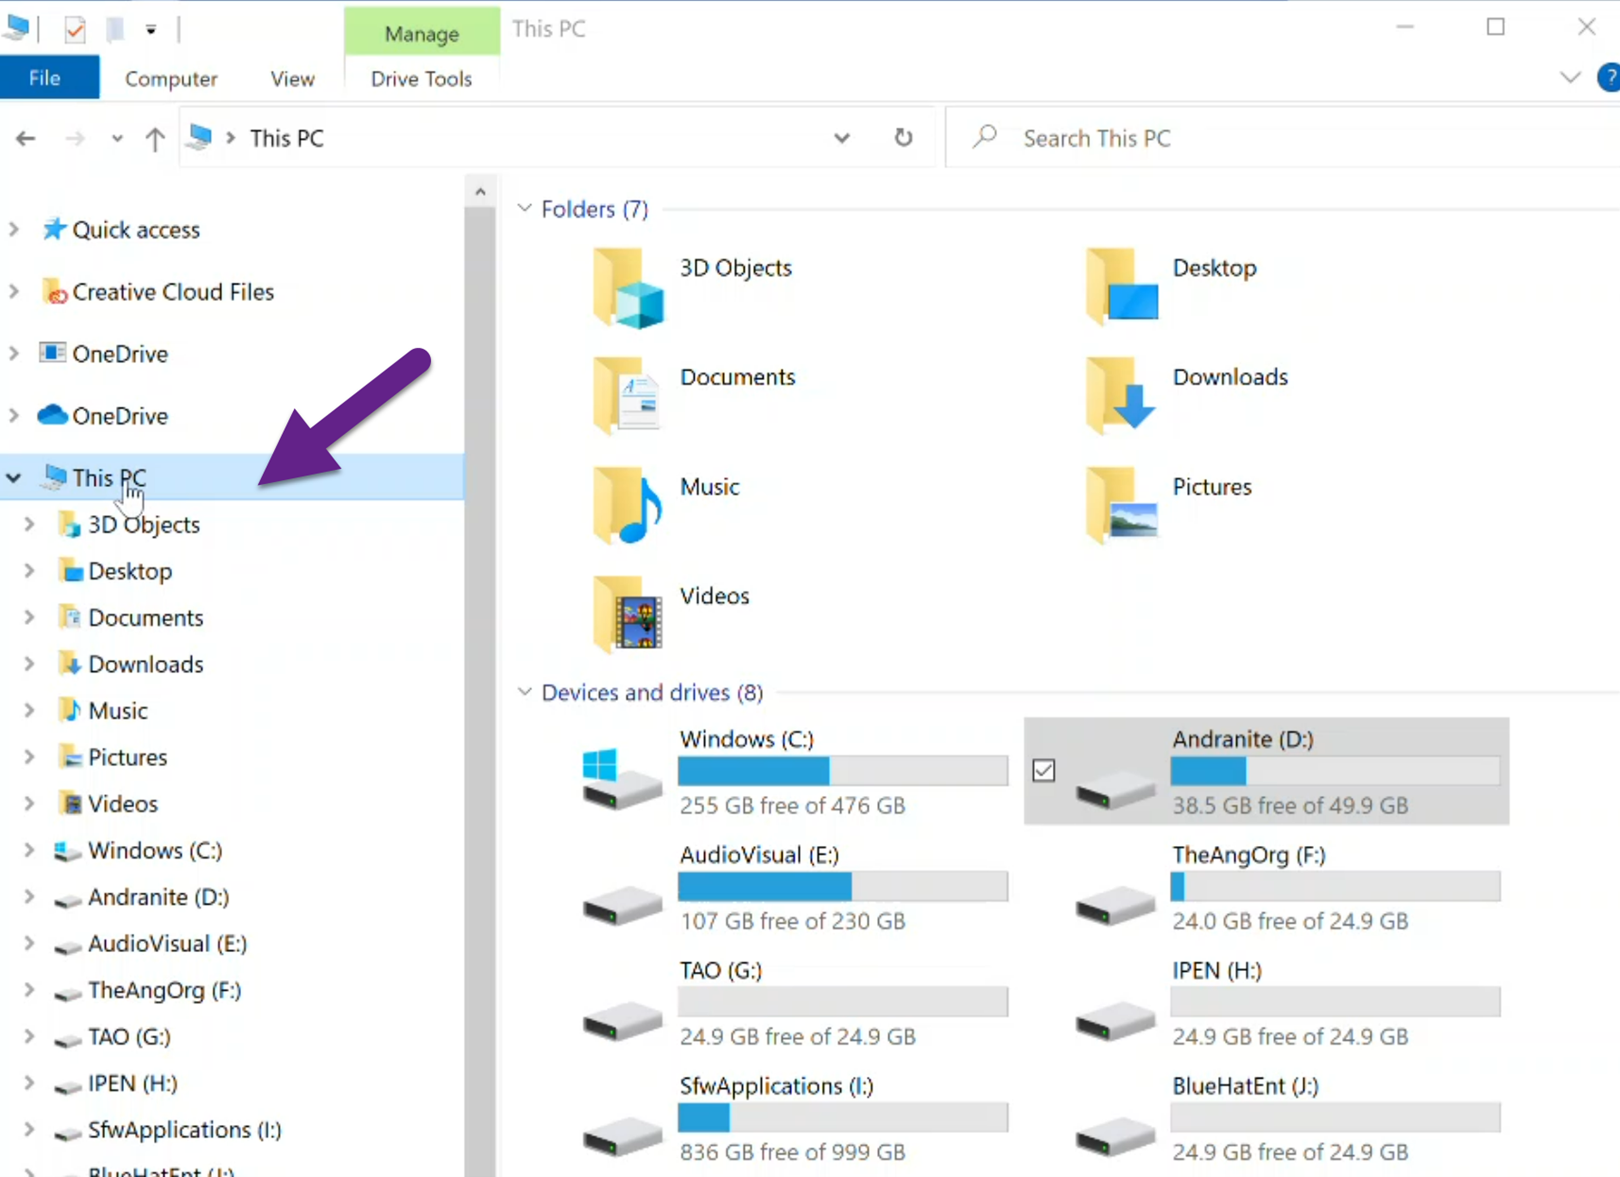 Manage
This PC
File
Computer
View
Drive Tools
?
This PC
Search This PC
Quick access
Creative Cloud Files
OneDrive
OneDrive
This PC
3D Objects
Desktop
Documents
Downloads
Music
Pictures
Videos
Windows (C:)
Andranite (D:)
AudioVisual (E:)
TheAngOrg (F:)
TAO (G:)
IPEN (H:)
SfwApplications (I:)
BlueHatEnt (J:)
Folders (7)
3D Objects
Desktop
Documents
Downloads
Music
Pictures
Videos
Devices and drives (8)
Windows (C:)
255 GB free of 476 GB
Andranite (D:)
38.5 GB free of 49.9 GB
AudioVisual (E:)
107 GB free of 230 GB
TheAngOrg (F:)
24.0 GB free of 24.9 GB
TAO (G:)
24.9 GB free of 24.9 GB
IPEN (H:)
24.9 GB free of 24.9 GB
SfwApplications (I:)
836 GB free of 999 GB
BlueHatEnt (J:)
24.9 GB free of 24.9 GB